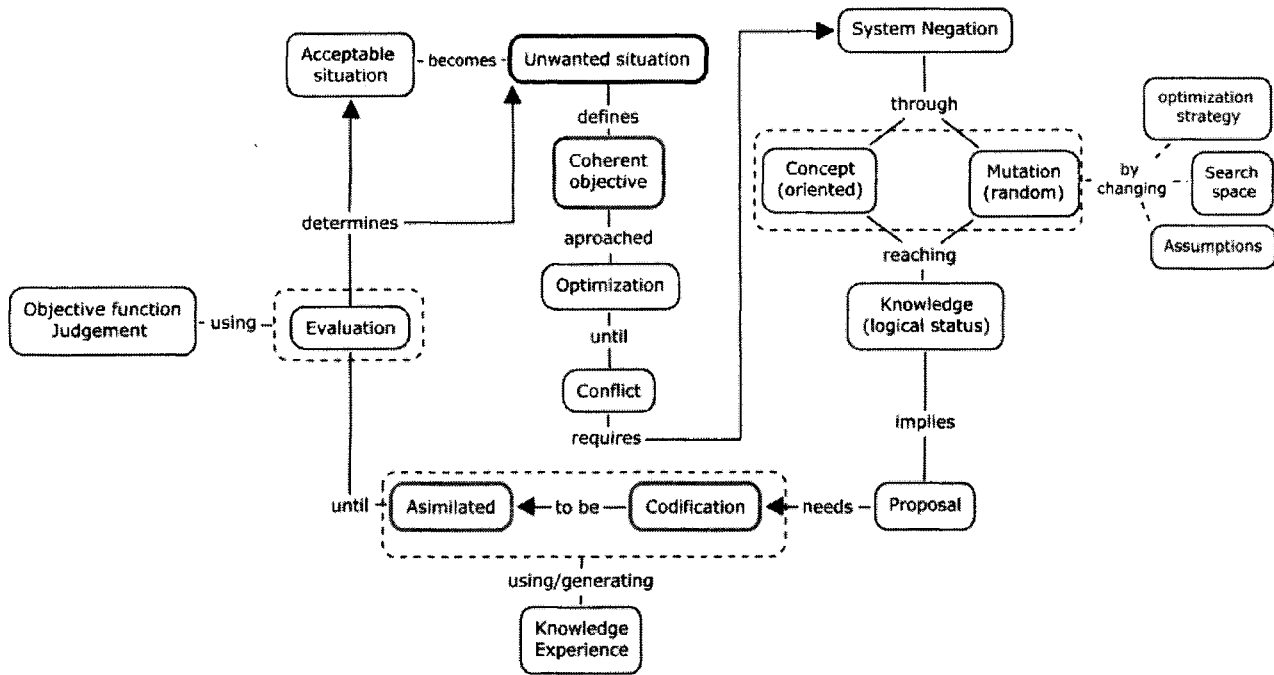 System Negation
Acceptable
situation
becomes
Unwanted situation
through
optimization
strategy
defines
Coherent
objective
Concept
(oriented)
Mutation
(random)
by
changing
Search
space
determines
aproached
reaching
Assumptions
Optimization
Objective function
Judgement
using
Evaluation
Knowledge
(logical status)
until
Conflict
requires
implies
until
Asimilated
to be
Codification
needs
Proposal
using/generating
Knowledge
Experience